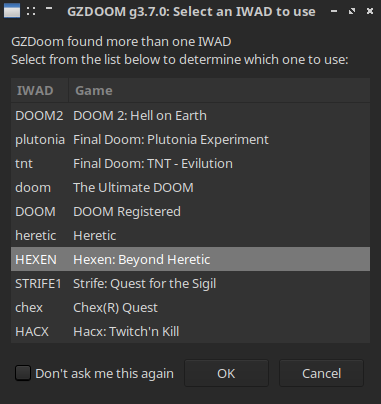 GZDOOM g3.7.0: Select an IWAD to use
GZDoom found more than one IWAD
Select from the list below to determine which one to use:
IWAD Game
DOOM2 DOOM 2: Hell on Earth
plutonia Final Doom: Plutonia Experiment
tnt Final Doom: TNT - Evilution
doom The Ultimate DOOM
DOOM DOOM Registered
heretic Heretic
HEXEN Hexen: Beyond Heretic
STRIFE1 Strife: Quest for the Sigil
chex Chex(R) Quest
HACX Hacx: Twitch'n Kill
Don't ask me this again OK Cancel